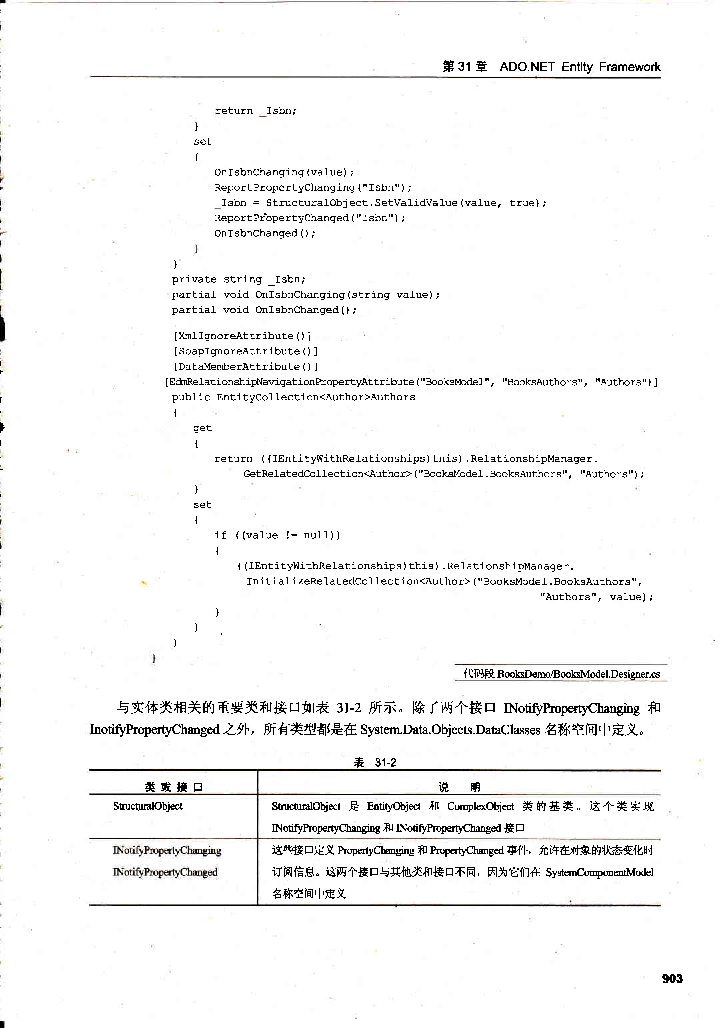 第 31 章 ADO.NET Entity Framework
return _Isbn;
}
set
{
OnIsbnChanging(value);
ReportPropertyChanging("Isbn");
_Isbn = StructuralObject.SetValidValue(value, true);
ReportPropertyChanged("Isbn");
OnIsbnChanged();
}
}
private string _Isbn;
partial void OnIsbnChanging(string value);
partial void OnIsbnChanged();
[XmlIgnoreAttribute()]
[SoapIgnoreAttribute()]
[DataMemberAttribute()]
[EdmRelationshipNavigationPropertyAttribute("BooksModel", "BooksAuthors", "Authors")]
public EntityCollection<Author>Authors
{
get
{
return ((IEntityWithRelationships)this).RelationshipManager.
GetRelatedCollection<Author>("BooksModel.BooksAuthors", "Authors");
}
set
{
if ((value != null))
{
((IEntityWithRelationships)this).RelationshipManager.
InitializeRelatedCollection<Author>("BooksModel.BooksAuthors",
"Authors", value);
}
}
}
}
代码段 BooksDemo/BooksModel.Designer.cs
与实体类相关的重要类和接口如表 31-2 所示。除了两个接口 INotifyPropertyChanging 和
InotifyPropertyChanged 之外，所有类型都是在 System.Data.Objects.DataClasses 名称空间中定义。
表 31-2
类 或 接 口 说 明
StructuralObject StructuralObject 是 EntityObject 和 ComplexObject 类的基类。这个类实现
INotifyPropertyChanging 和 INotifyPropertyChanged 接口
INotifyPropertyChanging 这些接口定义 PropertyChanging 和 PropertyChanged 事件，允许在对象的状态变化时
INotifyPropertyChanged 订阅信息。这两个接口与其他类和接口不同，因为它们在 SystemComponentModel
名称空间中定义
903